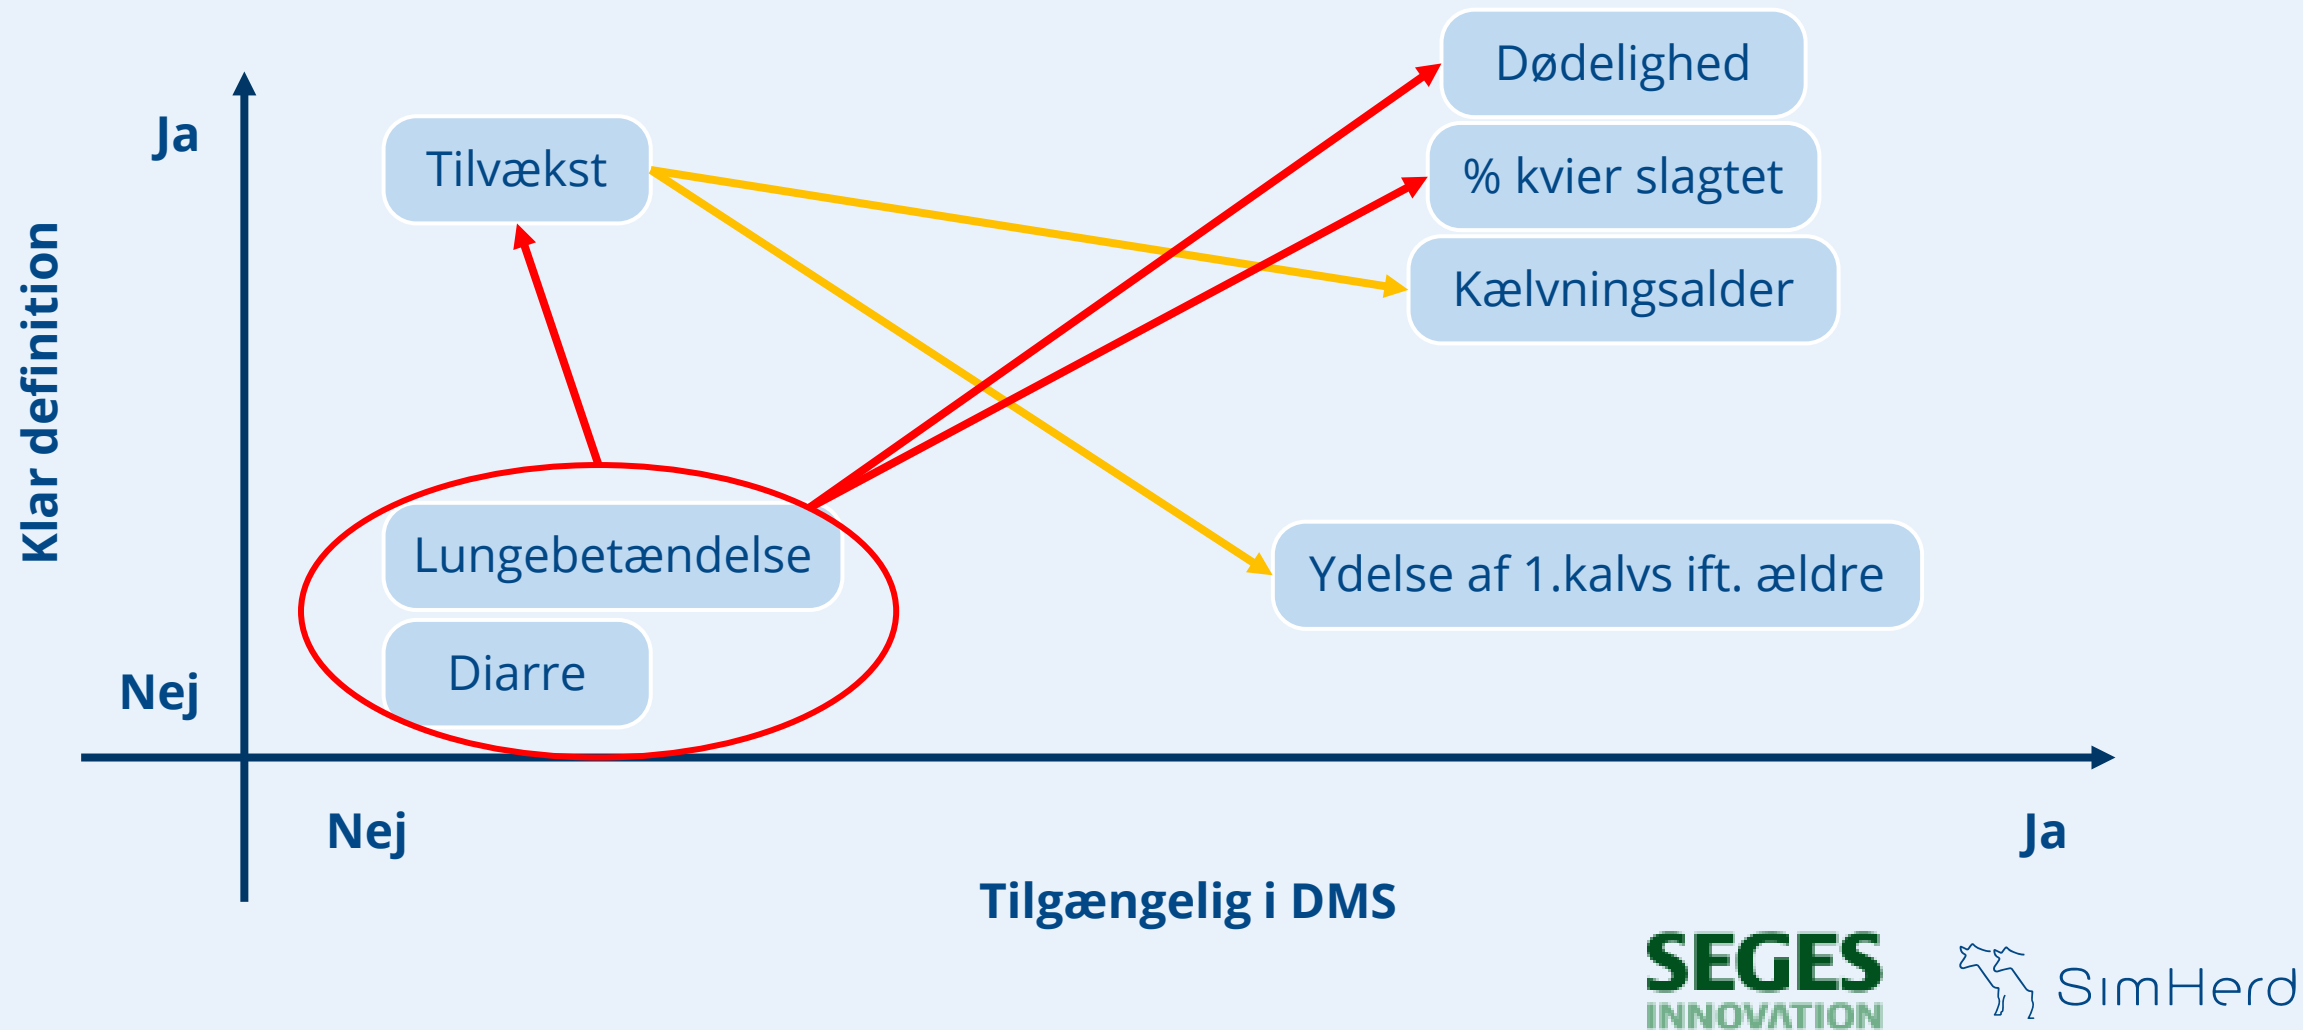 Dødelighed
Ja
Tilvækst
% kvier slagtet
Kælvningsalder
Klar definition
Lungebetændelse
Ydelse af 1.kalvs ift. ældre
Diarre
Nej
Nej
Ja
Tilgængelig i DMS
SEGES
INNOVATION
SimHerd